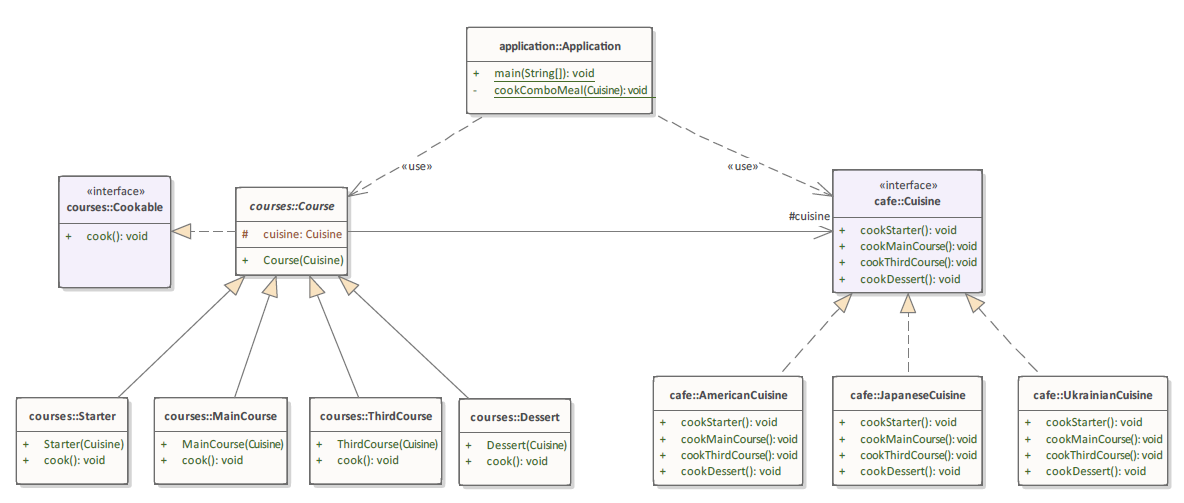 application::Application
+ main(String[]): void
- cookComboMeal(Cuisine): void
«use»
«use»
«interface»
courses::Cookable
+ cook(): void
courses::Course
# cuisine: Cuisine
+ Course(Cuisine)
#cuisine
«interface»
cafe::Cuisine
+ cookStarter(): void
+ cookMainCourse(): void
+ cookThirdCourse(): void
+ cookDessert(): void
courses::Starter
+ Starter(Cuisine)
+ cook(): void
courses::MainCourse
+ MainCourse(Cuisine)
+ cook(): void
courses::ThirdCourse
+ ThirdCourse(Cuisine)
+ cook(): void
courses::Dessert
+ Dessert(Cuisine)
+ cook(): void
cafe::AmericanCuisine
+ cookStarter(): void
+ cookMainCourse(): void
+ cookThirdCourse(): void
+ cookDessert(): void
cafe::JapaneseCuisine
+ cookStarter(): void
+ cookMainCourse(): void
+ cookThirdCourse(): void
+ cookDessert(): void
cafe::UkrainianCuisine
+ cookStarter(): void
+ cookMainCourse(): void
+ cookThirdCourse(): void
+ cookDessert(): void